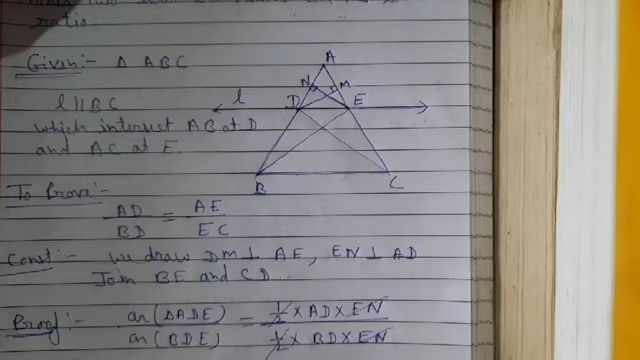 ratio.
Given:- Δ ABC
l || BC
which interset AB at D
and AC at E.
A
N M
l D E
B C
To Prove:-
AD/BD = AE/EC
Const:- We draw DM ⊥ AE, EN ⊥ AD
Join BE and CD.
Proof:- ar(ΔADE)/ar(BDE) = 1/2 × AD × EN / 1/2 × BD × EN